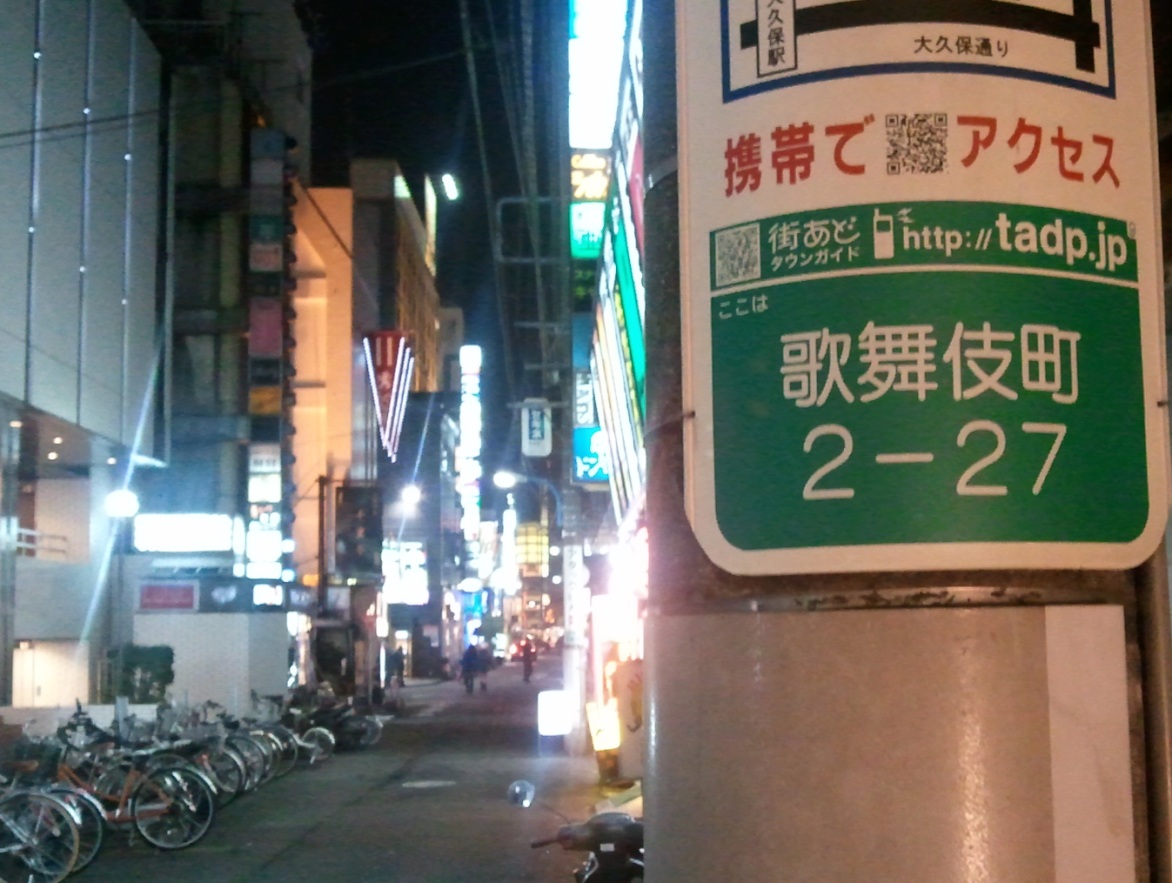 大久保駅
大久保通り
携帯で アクセス
街あど http://tadp.jp
タウンガイド
ここは
歌舞伎町
2-27